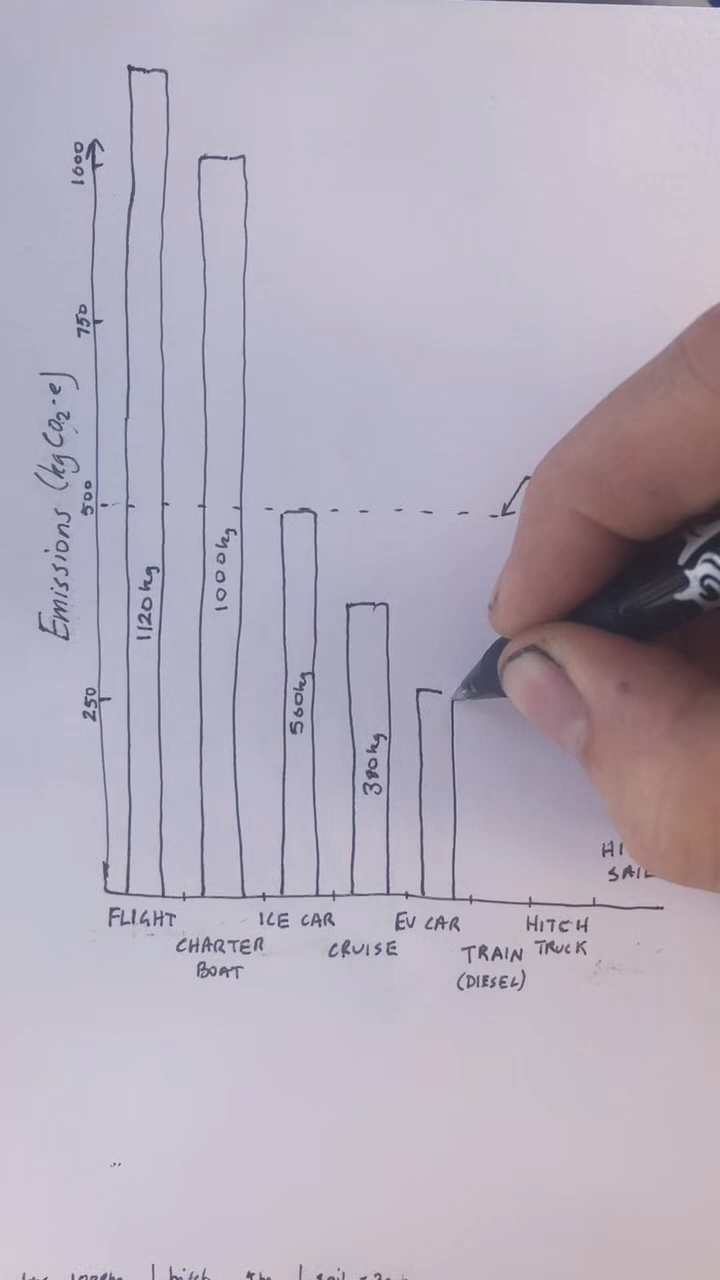 Emissions (kg CO₂-e)
1000
750
500
250
1120kg
1000kg
560kg
380kg
FLIGHT
CHARTER
BOAT
ICE CAR
CRUISE
EV CAR
TRAIN
(DIESEL)
HITCH
TRUCK
hitch